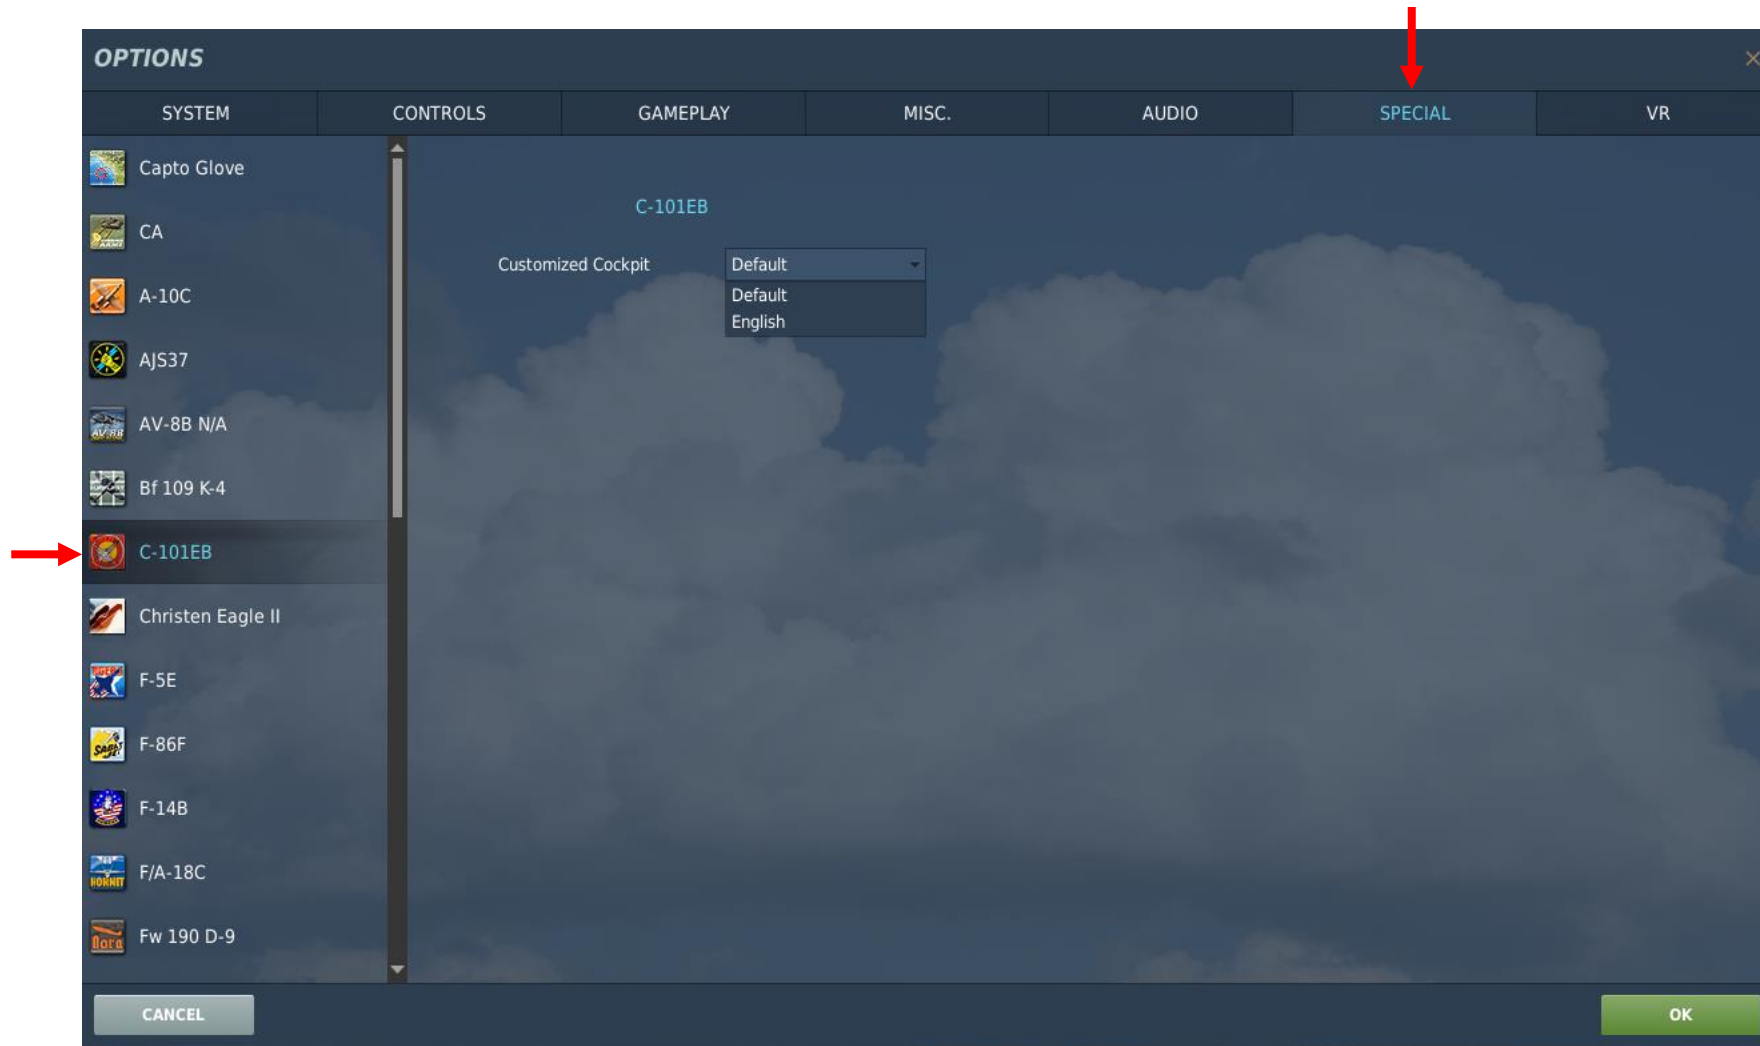 OPTIONS
SYSTEM CONTROLS GAMEPLAY MISC. AUDIO SPECIAL VR
Capto Glove
CA
A-10C
AJS37
AV-8B N/A
Bf 109 K-4
C-101EB
Christen Eagle II
F-5E
F-86F
F-14B
F/A-18C
Fw 190 D-9
C-101EB
Customized Cockpit Default
Default
English
CANCEL OK